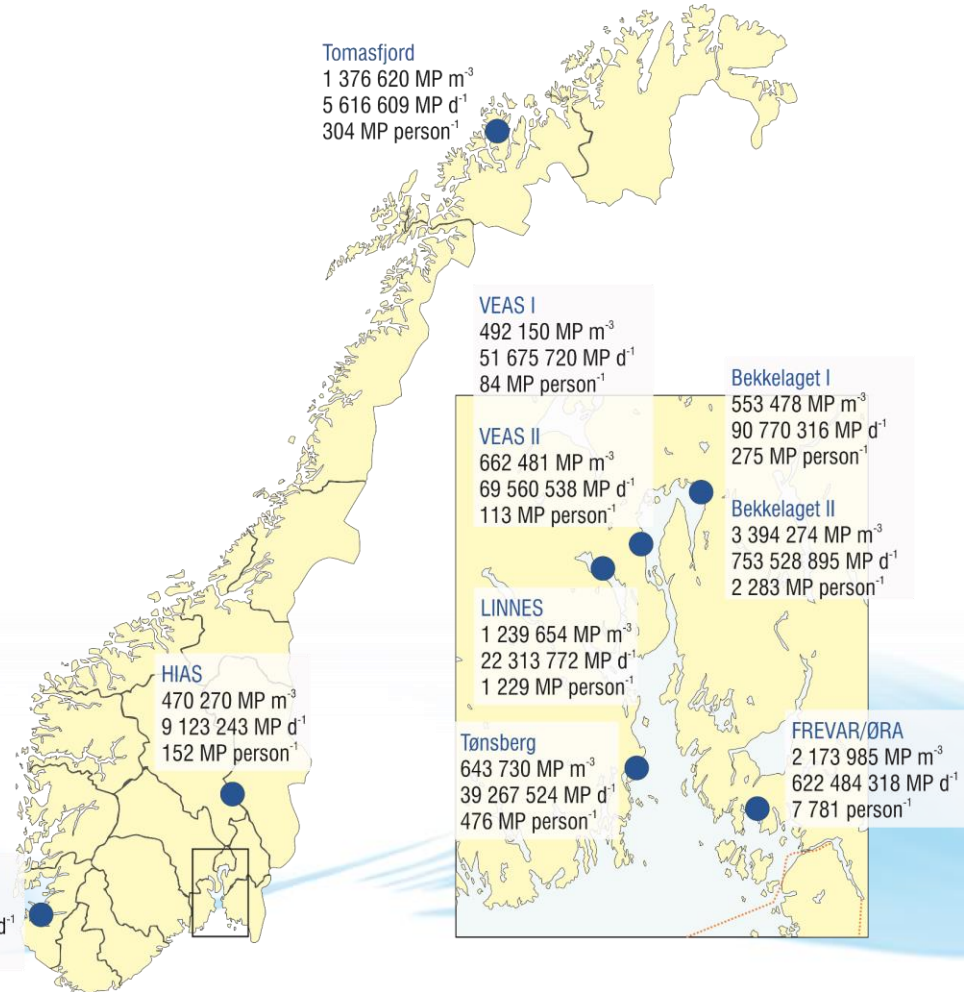 Tomasfjord
1 376 620 MP m⁻³
5 616 609 MP d⁻¹
304 MP person⁻¹
VEAS I
492 150 MP m⁻³
51 675 720 MP d⁻¹
84 MP person⁻¹
VEAS II
662 481 MP m⁻³
69 560 538 MP d⁻¹
113 MP person⁻¹
Bekkelaget I
553 478 MP m⁻³
90 770 316 MP d⁻¹
275 MP person⁻¹
Bekkelaget II
3 394 274 MP m⁻³
753 528 895 MP d⁻¹
2 283 MP person⁻¹
LINNES
1 239 654 MP m⁻³
22 313 772 MP d⁻¹
1 229 MP person⁻¹
HIAS
470 270 MP m⁻³
9 123 243 MP d⁻¹
152 MP person⁻¹
Tønsberg
643 730 MP m⁻³
39 267 524 MP d⁻¹
476 MP person⁻¹
FREVAR/ØRA
2 173 985 MP m⁻³
622 484 318 MP d⁻¹
7 781 person⁻¹
d⁻¹